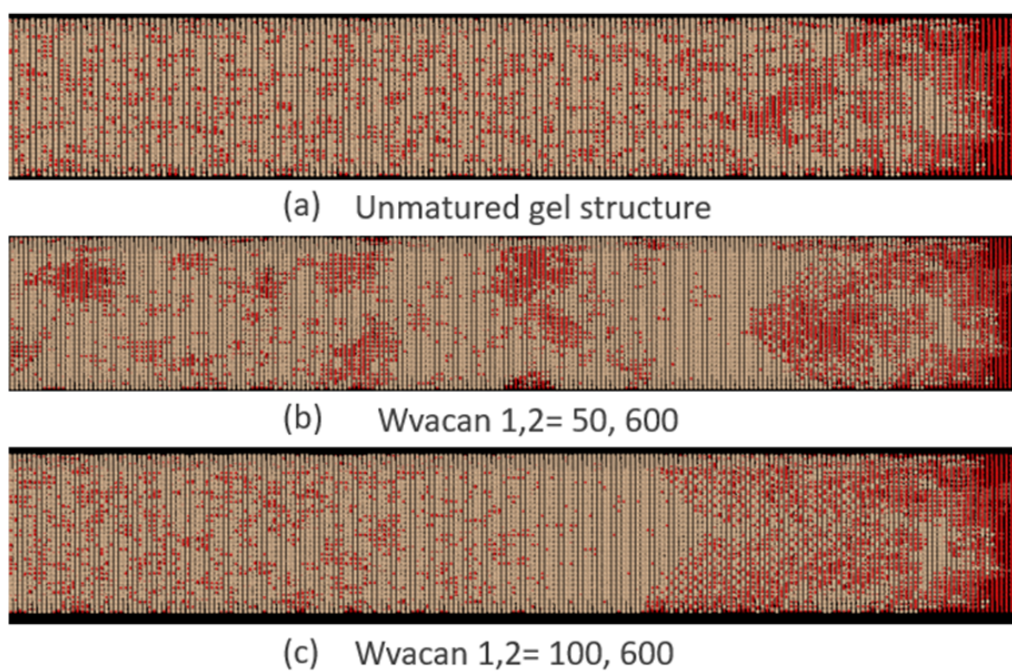 (a) Unmatured gel structure
(b) Wvacan 1,2= 50, 600
(c) Wvacan 1,2= 100, 600